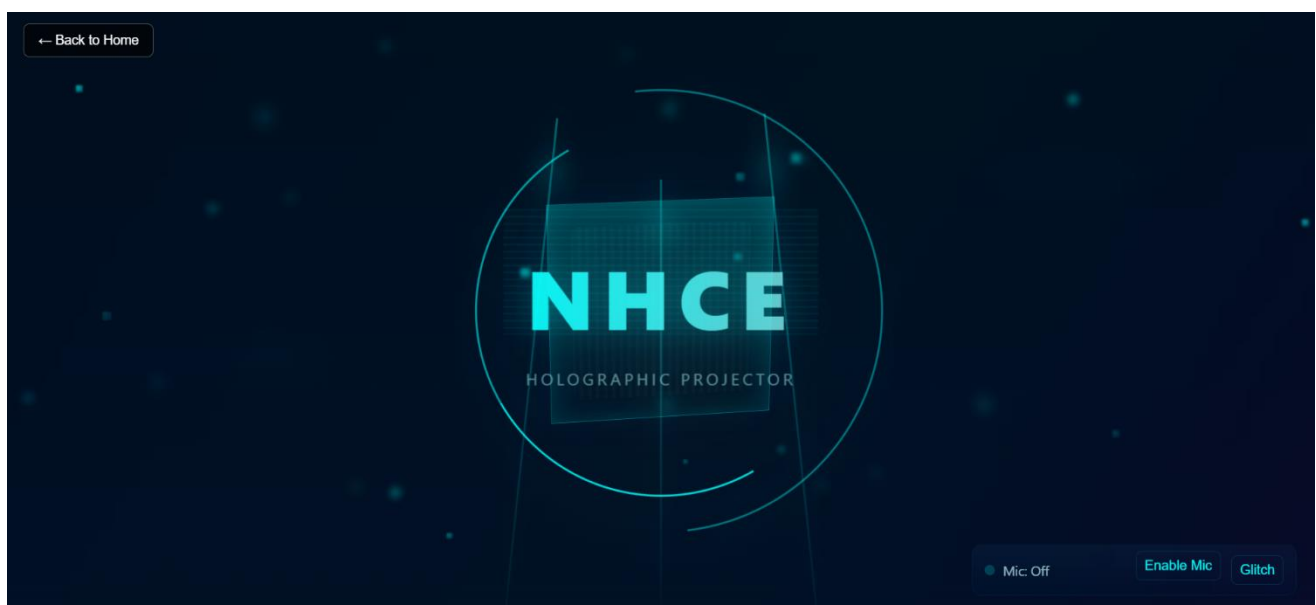 ← Back to Home
NHCE
HOLOGRAPHIC PROJECTOR
Mic: Off
Enable Mic
Glitch